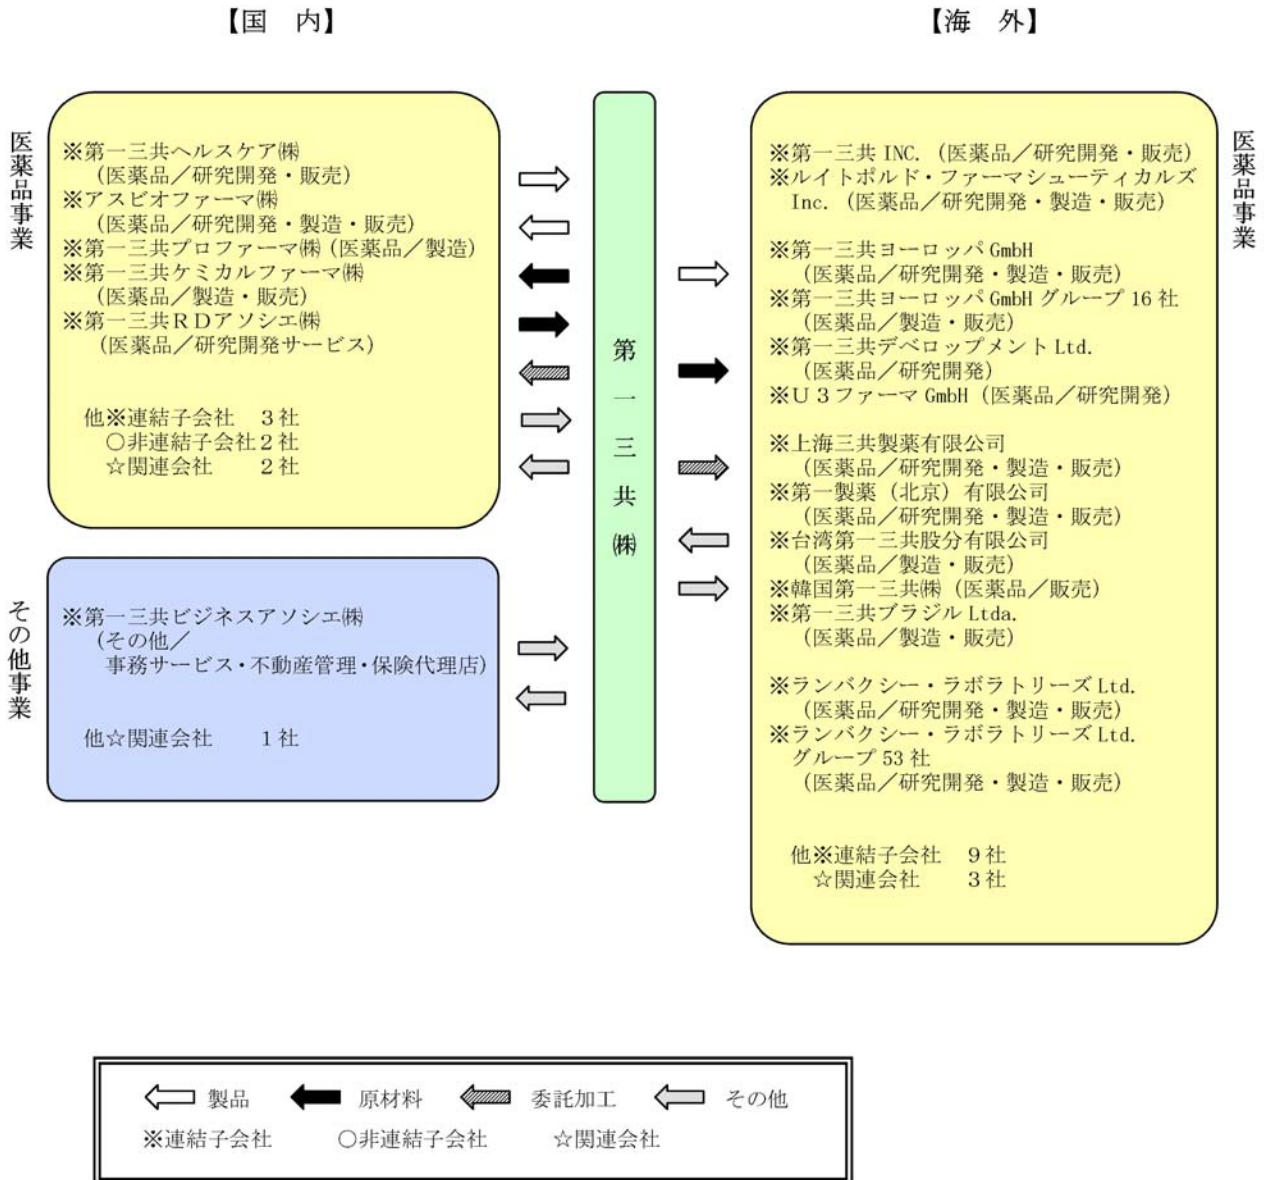 【国　内】
【海　外】
医薬品事業
※第一三共ヘルスケア㈱
(医薬品／研究開発・販売)
※アスビオファーマ㈱
(医薬品／研究開発・製造・販売)
※第一三共プロファーマ㈱ (医薬品／製造)
※第一三共ケミカルファーマ㈱
(医薬品／製造・販売)
※第一三共ＲＤアソシエ㈱
(医薬品／研究開発サービス)
他※連結子会社　３社
○非連結子会社２社
☆関連会社　２社
その他事業
※第一三共ビジネスアソシエ㈱
(その他／
事務サービス・不動産管理・保険代理店)
他☆関連会社　１社
第一三共㈱
医薬品事業
※第一三共 INC. (医薬品／研究開発・販売)
※ルイトポルド・ファーマシューティカルズ
Inc. (医薬品／研究開発・製造・販売)
※第一三共ヨーロッパ GmbH
(医薬品／研究開発・製造・販売)
※第一三共ヨーロッパ GmbH グループ 16 社
(医薬品／製造・販売)
※第一三共デベロップメント Ltd.
(医薬品／研究開発)
※Ｕ３ファーマ GmbH (医薬品／研究開発)
※上海三共製薬有限公司
(医薬品／研究開発・製造・販売)
※第一製薬（北京）有限公司
(医薬品／研究開発・製造・販売)
※台湾第一三共股分有限公司
(医薬品／製造・販売)
※韓国第一三共㈱ (医薬品／販売)
※第一三共ブラジル Ltda.
(医薬品／製造・販売)
※ランバクシー・ラボラトリーズ Ltd.
(医薬品／研究開発・製造・販売)
※ランバクシー・ラボラトリーズ Ltd.
グループ 53 社
(医薬品／研究開発・製造・販売)
他※連結子会社　９社
☆関連会社　３社
製品　原材料　委託加工　その他
※連結子会社　○非連結子会社　☆関連会社